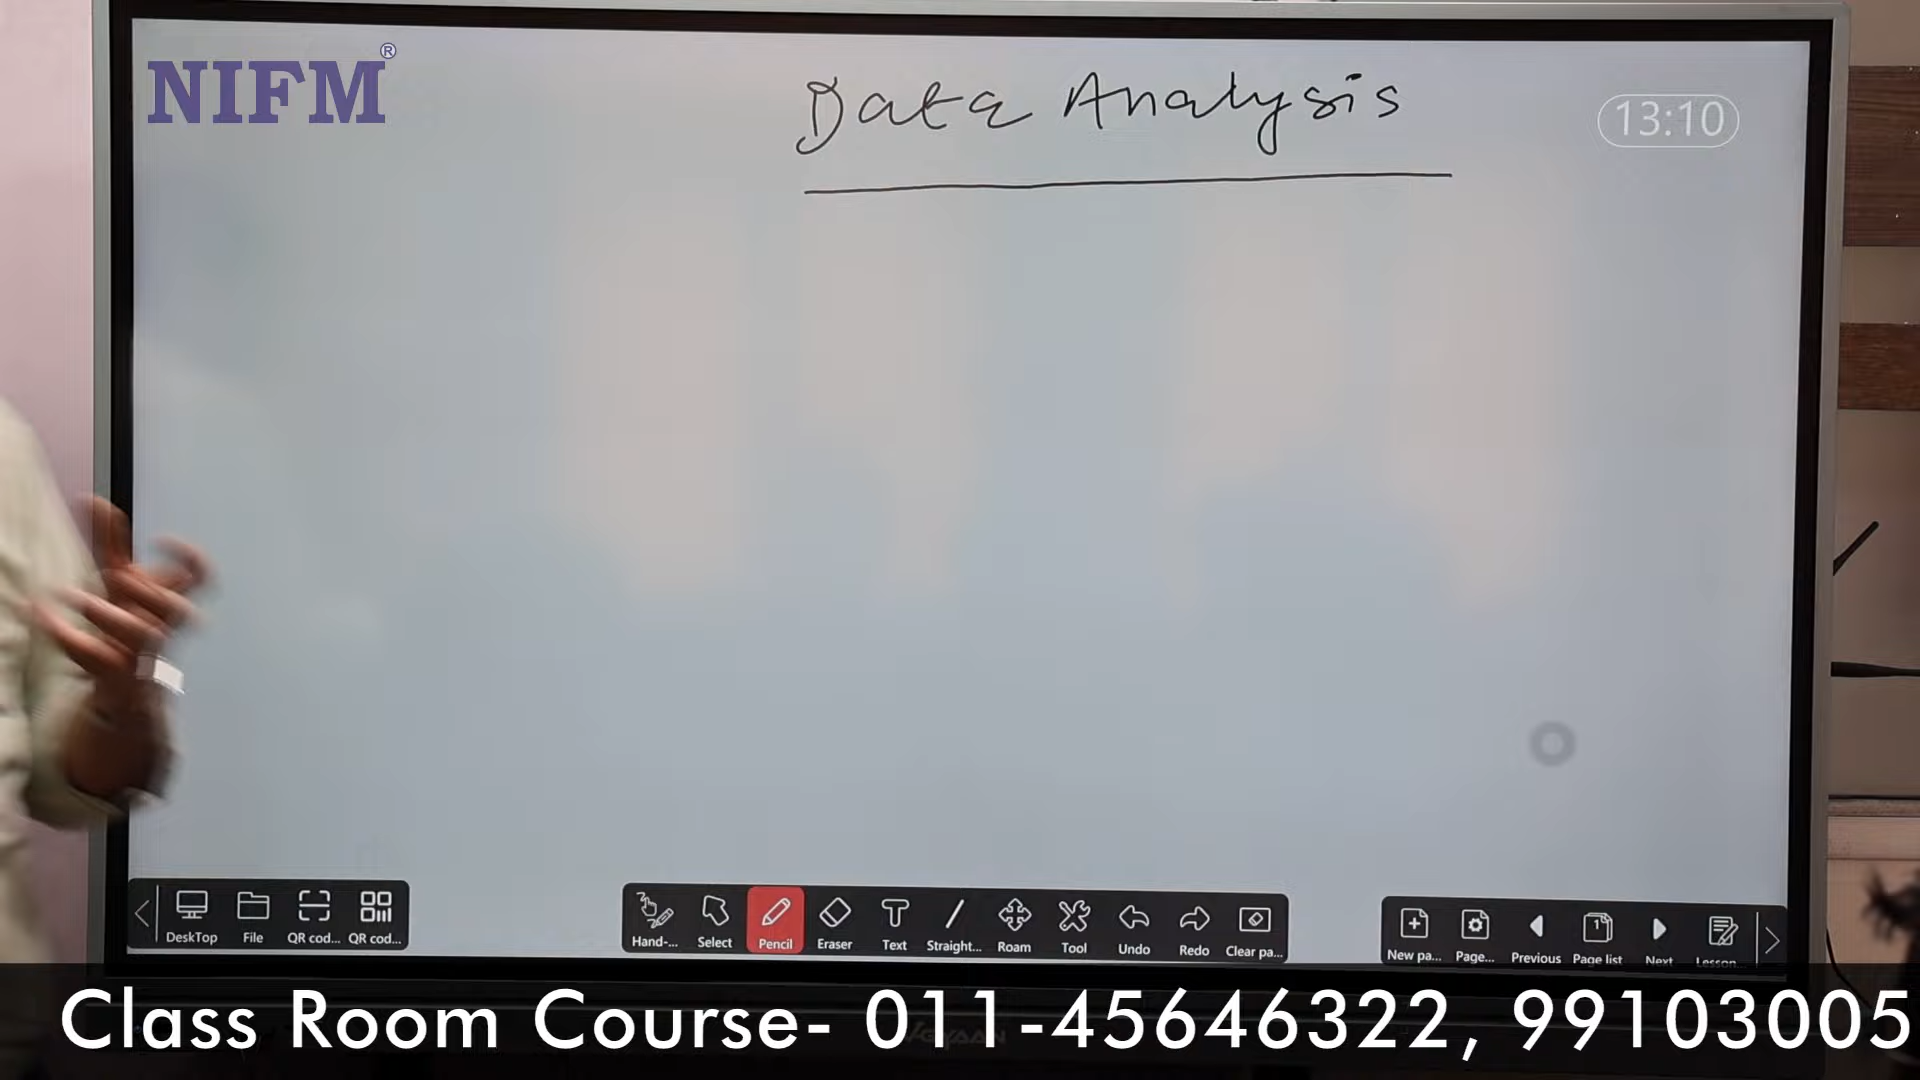 NIFM®
Data Analysis
13:10
DeskTop File QR cod... QR cod...
Hand-... Select Pencil Eraser Text Straight... Roam Tool Undo Redo Clear pa...
New pa... Page... Previous Page list Next Lesson...
Class Room Course- 011-45646322, 99103005